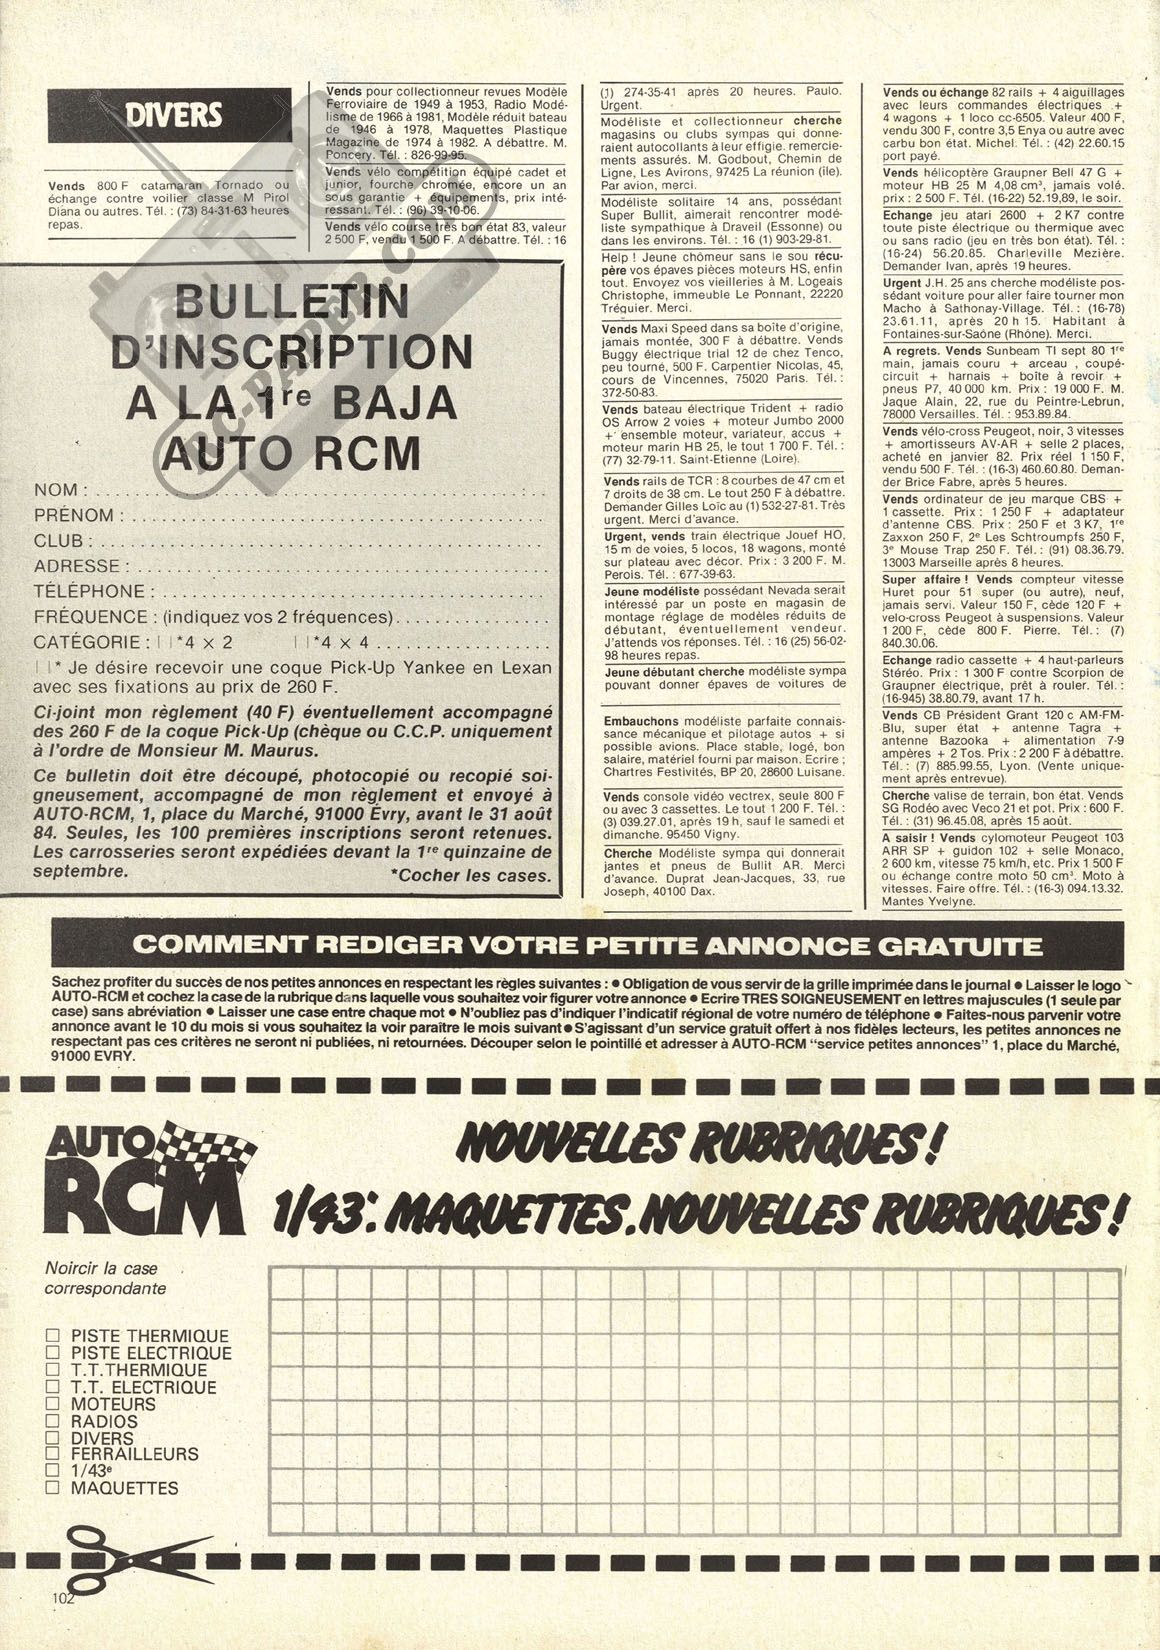 DIVERS
Vends 800 F catamaran Tornado ou
échange contre voilier classe M Pirol
Diana ou autres. Tél. : (73) 84-31-63 heures
repas.
Vends pour collectionneur revues Modèle
Ferroviaire de 1949 à 1953, Radio Modé-
lisme de 1966 à 1981, Modèle réduit bateau
de 1946 à 1978, Maquettes Plastique
Magazine de 1974 à 1982. A débattre. M.
Poncery. Tél. : 826-99-95.
Vends vélo compétition équipé cadet et
junior, fourche chromée, encore un an
sous garantie + équipements, prix inté-
ressant. Tél. : (96) 39-10-06.
Vends vélo course très bon état 83, valeur
2 500 F, vendu 1 500 F. A débattre. Tél. : 16
(1) 274-35-41 après 20 heures. Paulo.
Urgent.
Modéliste et collectionneur cherche
magasins ou clubs sympas qui donne-
raient autocollants à leur effigie. remercie-
ments assurés. M. Godbout, Chemin de
Ligne, Les Avirons, 97425 La réunion (île).
Par avion, merci.
Modéliste solitaire 14 ans, possédant
Super Bullit, aimerait rencontrer modé-
liste sympathique à Draveil (Essonne) ou
dans les environs. Tél. : 16 (1) 903-29-81.
Help ! Jeune chômeur sans le sou récu-
père vos épaves pièces moteurs HS, enfin
tout. Envoyez vos vieilleries à M. Logeais
Christophe, immeuble Le Ponnant, 22220
Tréquier. Merci.
Vends Maxi Speed dans sa boîte d'origine,
jamais montée, 300 F à débattre. Vends
Buggy électrique trial 12 de chez Tenco,
peu tourné, 500 F. Carpentier Nicolas, 45,
cours de Vincennes, 75020 Paris. Tél. :
372-50-83.
Vends bateau électrique Trident + radio
OS Arrow 2 voies + moteur Jumbo 2000
+ ensemble moteur, variateur, accus +
moteur marin HB 25, le tout 1 700 F. Tél. :
(77) 32-79-11. Saint-Etienne (Loire).
Vends rails de TCR : 8 courbes de 47 cm et
7 droits de 38 cm. Le tout 250 F à débattre.
Demander Gilles Loïc au (1) 532-27-81. Très
urgent. Merci d'avance.
Urgent, vends train électrique Jouef HO,
15 m de voies, 5 locos, 18 wagons, monté
sur plateau avec décor. Prix : 3 200 F. M.
Perois. Tél. : 677-39-63.
Jeune modéliste possédant Nevada serait
intéressé par un poste en magasin de
montage réglage de modèles réduits de
débutant, éventuellement vendeur.
J'attends vos réponses. Tél. : 16 (25) 56-02-
98 heures repas.
Jeune débutant cherche modéliste sympa
pouvant donner épaves de voitures de
Embauchons modéliste parfaite connais-
sance mécanique et pilotage autos + si
possible avions. Place stable, logé, bon
salaire, matériel fourni par maison. Ecrire ;
Chartres Festivités, BP 20, 28600 Luisane.
Vends console vidéo vectrex, seule 800 F
ou avec 3 cassettes. Le tout 1 200 F. Tél. :
(3) 039.27.01, après 19 h, sauf le samedi et
dimanche. 95450 Vigny.
Cherche Modéliste sympa qui donnerait
jantes et pneus de Bullit AR. Merci
d'avance. Duprat Jean-Jacques, 33, rue
Joseph, 40100 Dax.
Vends ou échange 82 rails + 4 aiguillages
avec leurs commandes électriques +
4 wagons + 1 loco cc-6505. Valeur 400 F,
vendu 300 F, contre 3,5 Enya ou autre avec
carbu bon état. Michel. Tél. : (42) 22.60.15
port payé.
Vends hélicoptère Graupner Bell 47 G +
moteur HB 25 M 4,08 cm³, jamais volé.
prix : 2 500 F. Tél. (16-22) 52.19,89, le soir.
Echange jeu atari 2600 + 2 K7 contre
toute piste électrique ou thermique avec
ou sans radio (jeu en très bon état). Tél. :
(16-24) 56.20.85. Charleville Mezière.
Demander Ivan, après 19 heures.
Urgent J.H. 25 ans cherche modéliste pos-
sédant voiture pour aller faire tourner mon
Macho à Sathonay-Village. Tél. : (16-78)
23.61.11, après 20 h 15. Habitant à
Fontaines-sur-Saône (Rhône). Merci.
A regrets. Vends Sunbeam TI sept 80 1re
main, jamais couru + arceau , coupé-
circuit + harnais + boîte à revoir +
pneus P7, 40 000 km. Prix : 19 000 F. M.
Jaque Alain, 22, rue du Peintre-Lebrun,
78000 Versailles. Tél. : 953.89.84.
Vends vélo-cross Peugeot, noir, 3 vitesses
+ amortisseurs AV-AR + selle 2 places,
acheté en janvier 82. Prix réel 1 150 F,
vendu 500 F. Tél. : (16-3) 460.60.80. Deman-
der Brice Fabre, après 5 heures.
Vends ordinateur de jeu marque CBS +
1 cassette. Prix : 1 250 F + adaptateur
d'antenne CBS. Prix : 250 F et 3 K7, 1re
Zaxxon 250 F, 2e Les Schtroumpfs 250 F,
3e Mouse Trap 250 F. Tél. : (91) 08.36.79.
13003 Marseille après 8 heures.
Super affaire ! Vends compteur vitesse
Huret pour 51 super (ou autre), neuf,
jamais servi. Valeur 150 F, cède 120 F +
velo-cross Peugeot à suspensions. Valeur
1 200 F, cède 800 F. Pierre. Tél. : (7)
840.30.06.
Echange radio cassette + 4 haut-parleurs
Stéréo. Prix : 1 300 F contre Scorpion de
Graupner électrique, prêt à rouler. Tél. :
(16-945) 38.80.79, avant 17 h.
Vends CB Président Grant 120 c AM-FM-
Blu, super état + antenne Tagra +
antenne Bazooka + alimentation 7-9
ampères + 2 Tos. Prix : 2 200 F à débattre.
Tél. : (7) 885.99.55, Lyon. (Vente unique-
ment après entrevue).
Cherche valise de terrain, bon état. Vends
SG Rodéo avec Veco 21 et pot. Prix : 600 F.
Tél. : (31) 96.45.08, après 15 août.
A saisir ! Vends cylomoteur Peugeot 103
ARR SP + guidon 102 + selle Monaco,
2 600 km, vitesse 75 km/h, etc. Prix 1 500 F
ou échange contre moto 50 cm³. Moto à
vitesses. Faire offre. Tél. : (16-3) 094.13.32.
Mantes Yvelyne.
BULLETIN
D'INSCRIPTION
A LA 1re BAJA
AUTO RCM
RC-PAPER.COM
NOM :
PRÉNOM :
CLUB :
ADRESSE :
TÉLÉPHONE :
FRÉQUENCE : (indiquez vos 2 fréquences)
CATÉGORIE : *4 × 2 *4 × 4
* Je désire recevoir une coque Pick-Up Yankee en Lexan
avec ses fixations au prix de 260 F.
Ci-joint mon règlement (40 F) éventuellement accompagné
des 260 F de la coque Pick-Up (chèque ou C.C.P. uniquement
à l'ordre de Monsieur M. Maurus.
Ce bulletin doit être découpé, photocopié ou recopié soi-
gneusement, accompagné de mon règlement et envoyé à
AUTO-RCM, 1, place du Marché, 91000 Évry, avant le 31 août
84. Seules, les 100 premières inscriptions seront retenues.
Les carrosseries seront expédiées devant la 1re quinzaine de
septembre. *Cocher les cases.
COMMENT REDIGER VOTRE PETITE ANNONCE GRATUITE
Sachez profiter du succès de nos petites annonces en respectant les règles suivantes : ● Obligation de vous servir de la grille imprimée dans le journal ● Laisser le logo
AUTO-RCM et cochez la case de la rubrique dans laquelle vous souhaitez voir figurer votre annonce ● Ecrire TRES SOIGNEUSEMENT en lettres majuscules (1 seule par
case) sans abréviation ● Laisser une case entre chaque mot ● N'oubliez pas d'indiquer l'indicatif régional de votre numéro de téléphone ● Faites-nous parvenir votre
annonce avant le 10 du mois si vous souhaitez la voir paraître le mois suivant ● S'agissant d'un service gratuit offert à nos fidèles lecteurs, les petites annonces ne
respectant pas ces critères ne seront ni publiées, ni retournées. Découper selon le pointillé et adresser à AUTO-RCM "service petites annonces" 1, place du Marché,
91000 EVRY.
AUTO
RCM
NOUVELLES RUBRIQUES !
1/43e: MAQUETTES. NOUVELLES RUBRIQUES !
Noircir la case
correspondante
□ PISTE THERMIQUE
□ PISTE ELECTRIQUE
□ T.T.THERMIQUE
□ T.T. ELECTRIQUE
□ MOTEURS
□ RADIOS
□ DIVERS
□ FERRAILLEURS
□ 1/43e
□ MAQUETTES
102